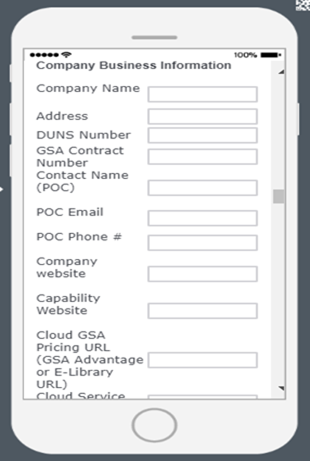 100%
Company Business Information
Company Name
Address
DUNS Number
GSA Contract
Number
Contact Name
(POC)
POC Email
POC Phone #
Company
website
Capability
Website
Cloud GSA
Pricing URL
(GSA Advantage
or E-Library
URL)
Cloud Service